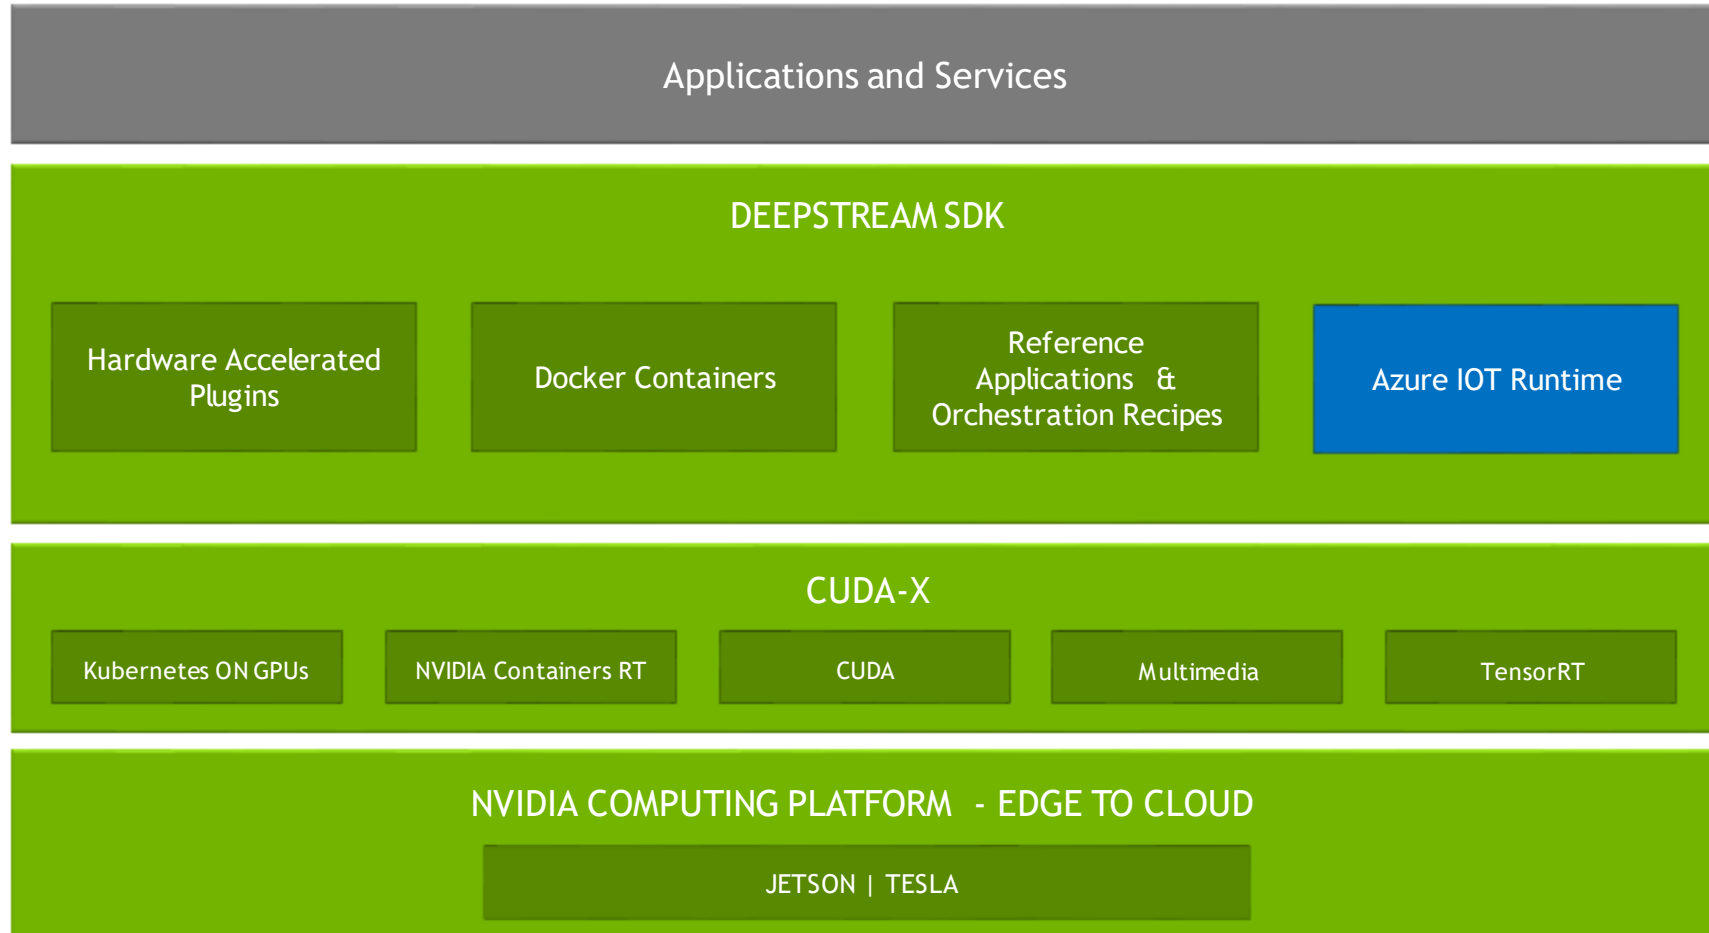 Applications and Services
DEEPSTREAM SDK
Hardware Accelerated
Plugins
Docker Containers
Reference
Applications & 
Orchestration Recipes
Azure IOT Runtime
CUDA-X
Kubernetes ON GPUs
NVIDIA Containers RT
CUDA
Multimedia
TensorRT
NVIDIA COMPUTING PLATFORM - EDGE TO CLOUD
JETSON | TESLA